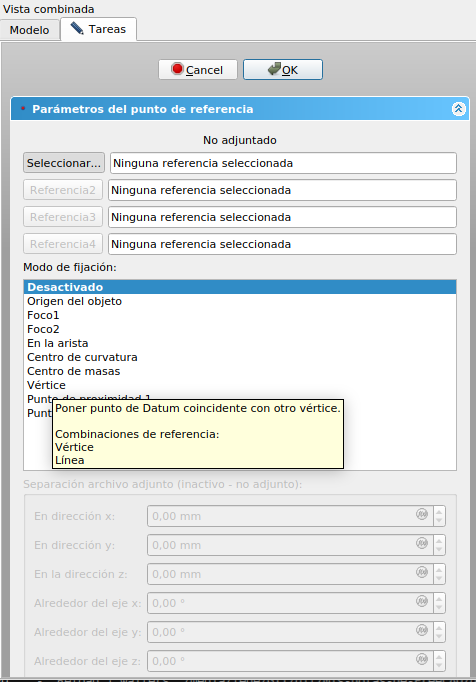 Vista combinada
Modelo
Tareas
Cancel
OK
* Parámetros del punto de referencia
No adjuntado
Seleccionar... Ninguna referencia seleccionada
Referencia2 Ninguna referencia seleccionada
Referencia3 Ninguna referencia seleccionada
Referencia4 Ninguna referencia seleccionada
Modo de fijación:
Desactivado
Origen del objeto
Foco1
Foco2
En la arista
Centro de curvatura
Centro de masas
Vértice
Punto de proximidad 1
Poner punto de Datum coincidente con otro vértice.
Combinaciones de referencia:
Vértice
Línea
Separación archivo adjunto (inactivo - no adjunto):
En dirección x: 0,00 mm
En dirección y: 0,00 mm
En la dirección z: 0,00 mm
Alrededor del eje x: 0,00 °
Alrededor del eje y: 0,00 °
Alrededor del eje z: 0,00 °